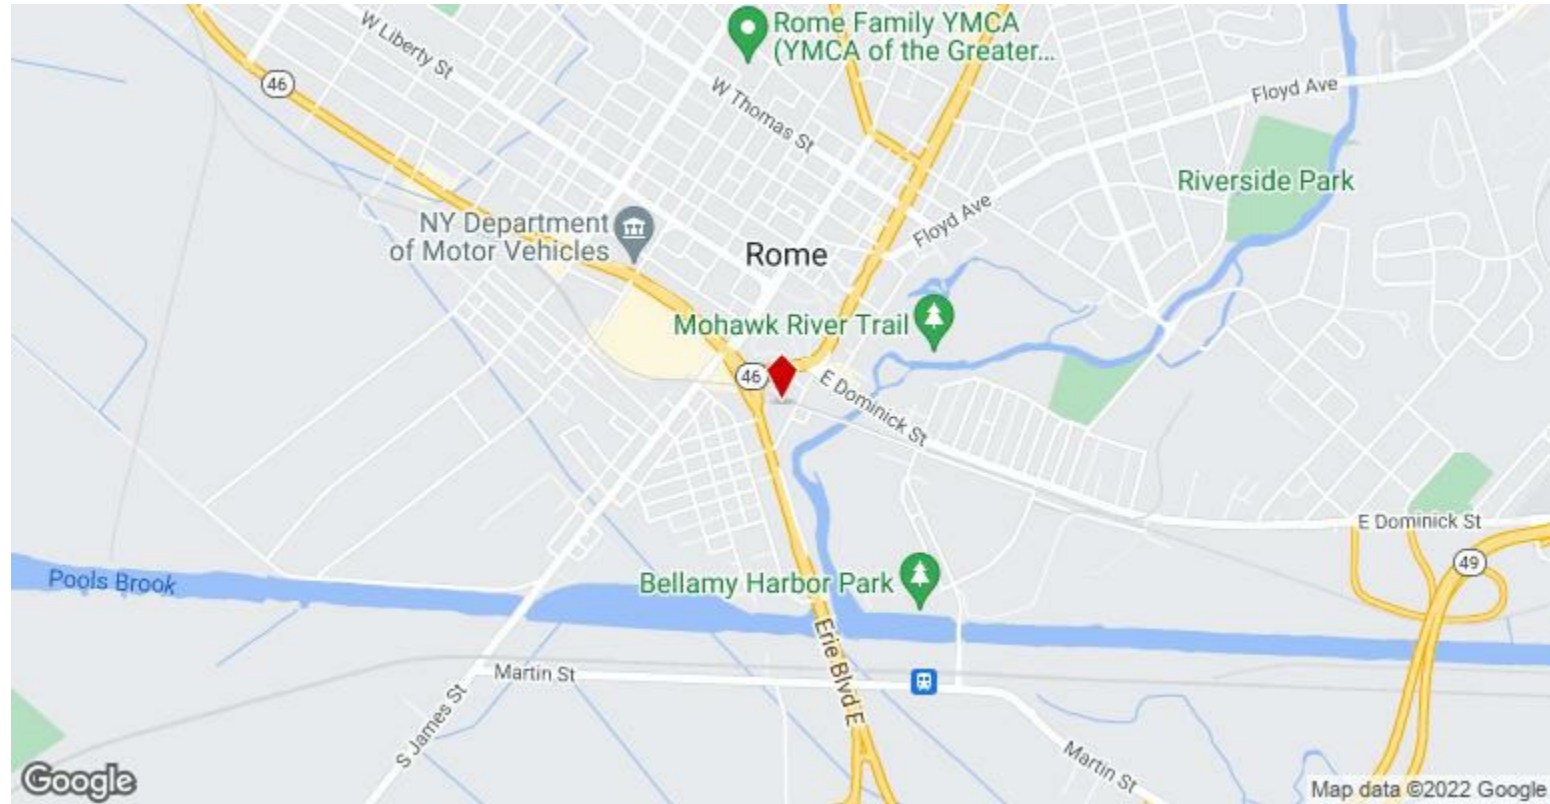 Rome Family YMCA
(YMCA of the Greater...
W Liberty St
46
W Thomas St
Floyd Ave
Riverside Park
NY Department
of Motor Vehicles
Floyd Ave
Rome
Mohawk River Trail
46
E Dominick St
E Dominick St
49
Pools Brook
Bellamy Harbor Park
Erie Blvd E
Martin St
S James St
Martin St
Google
Map data ©2022 Google